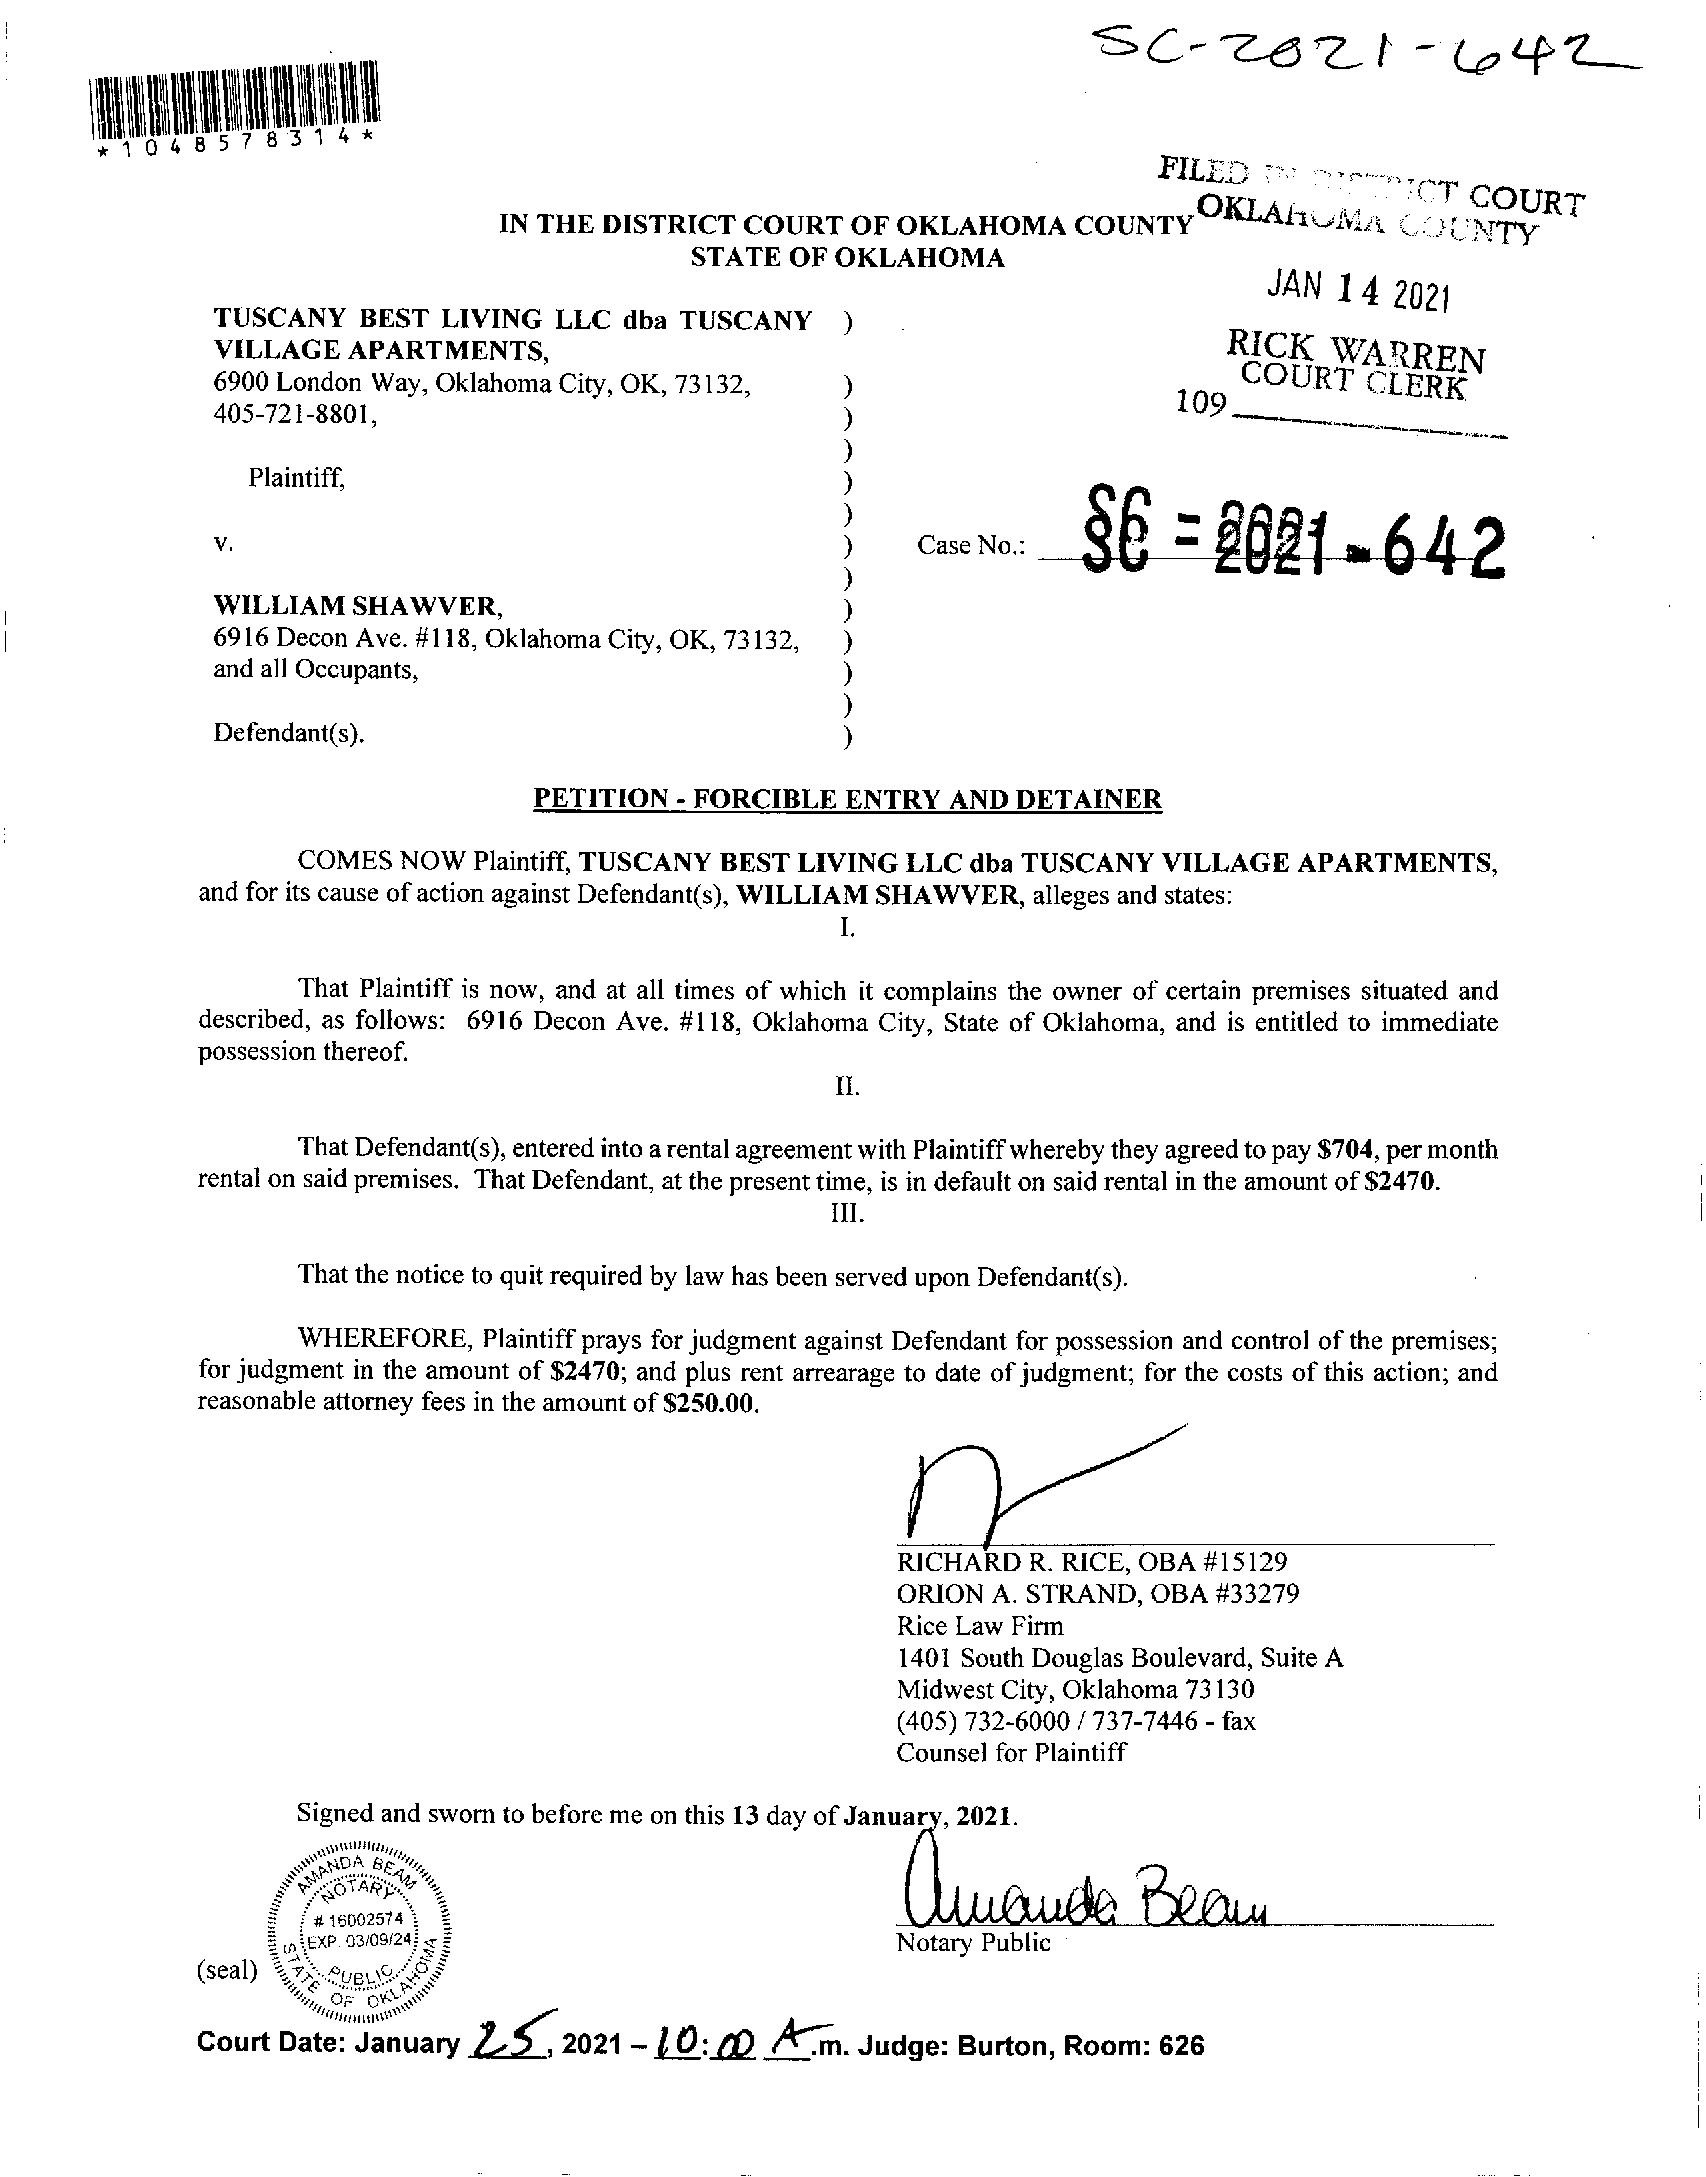 SC-2021-642
*1048578314*
FILED IN DISTRICT COURT
OKLAHOMA COUNTY
JAN 14 2021
RICK WARREN
COURT CLERK
109
IN THE DISTRICT COURT OF OKLAHOMA COUNTY
STATE OF OKLAHOMA
TUSCANY BEST LIVING LLC dba TUSCANY )
VILLAGE APARTMENTS,
6900 London Way, Oklahoma City, OK, 73132, )
405-721-8801, )
)
Plaintiff, )
)
v. ) Case No.: SC - 2021 - 642
)
WILLIAM SHAWVER, )
6916 Decon Ave. #118, Oklahoma City, OK, 73132, )
and all Occupants, )
)
Defendant(s). )
PETITION - FORCIBLE ENTRY AND DETAINER
COMES NOW Plaintiff, TUSCANY BEST LIVING LLC dba TUSCANY VILLAGE APARTMENTS,
and for its cause of action against Defendant(s), WILLIAM SHAWVER, alleges and states:
I.
That Plaintiff is now, and at all times of which it complains the owner of certain premises situated and
described, as follows: 6916 Decon Ave. #118, Oklahoma City, State of Oklahoma, and is entitled to immediate
possession thereof.
II.
That Defendant(s), entered into a rental agreement with Plaintiff whereby they agreed to pay $704, per month
rental on said premises. That Defendant, at the present time, is in default on said rental in the amount of $2470.
III.
That the notice to quit required by law has been served upon Defendant(s).
WHEREFORE, Plaintiff prays for judgment against Defendant for possession and control of the premises;
for judgment in the amount of $2470; and plus rent arrearage to date of judgment; for the costs of this action; and
reasonable attorney fees in the amount of $250.00.
RICHARD R. RICE, OBA #15129
ORION A. STRAND, OBA #33279
Rice Law Firm
1401 South Douglas Boulevard, Suite A
Midwest City, Oklahoma 73130
(405) 732-6000 / 737-7446 - fax
Counsel for Plaintiff
Signed and sworn to before me on this 13 day of January, 2021.
AMANDA BEAM
NOTARY
# 16002574
EXP. 03/09/24
PUBLIC
STATE OF OKLAHOMA
Amanda Beam
Notary Public
(seal)
Court Date: January 25, 2021 – 10:00 A.m. Judge: Burton, Room: 626